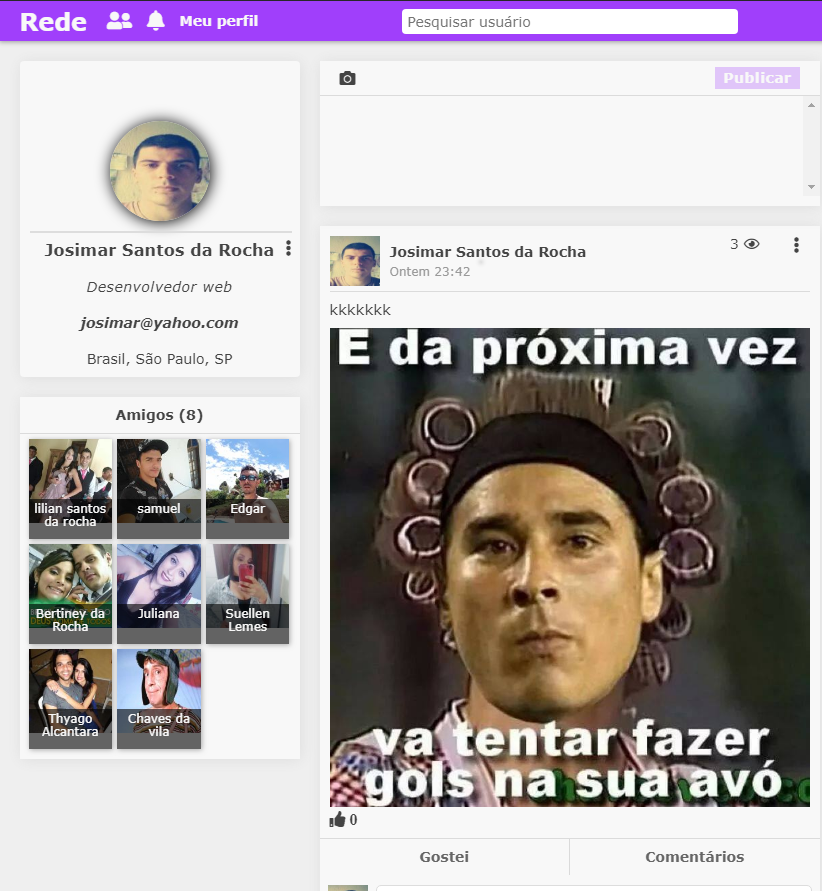 Rede
Meu perfil
Pesquisar usuário
Josimar Santos da Rocha
Desenvolvedor web
josimar@yahoo.com
Brasil, São Paulo, SP
Amigos (8)
lilian santos
da rocha
samuel
Edgar
Bertiney da
Rocha
Juliana
Suellen
Lemes
Thyago
Alcantara
Chaves da
vila
Publicar
Josimar Santos da Rocha
Ontem 23:42
3
kkkkkkk
E da próxima vez
va tentar fazer
gols na sua avó
0
Gostei
Comentários